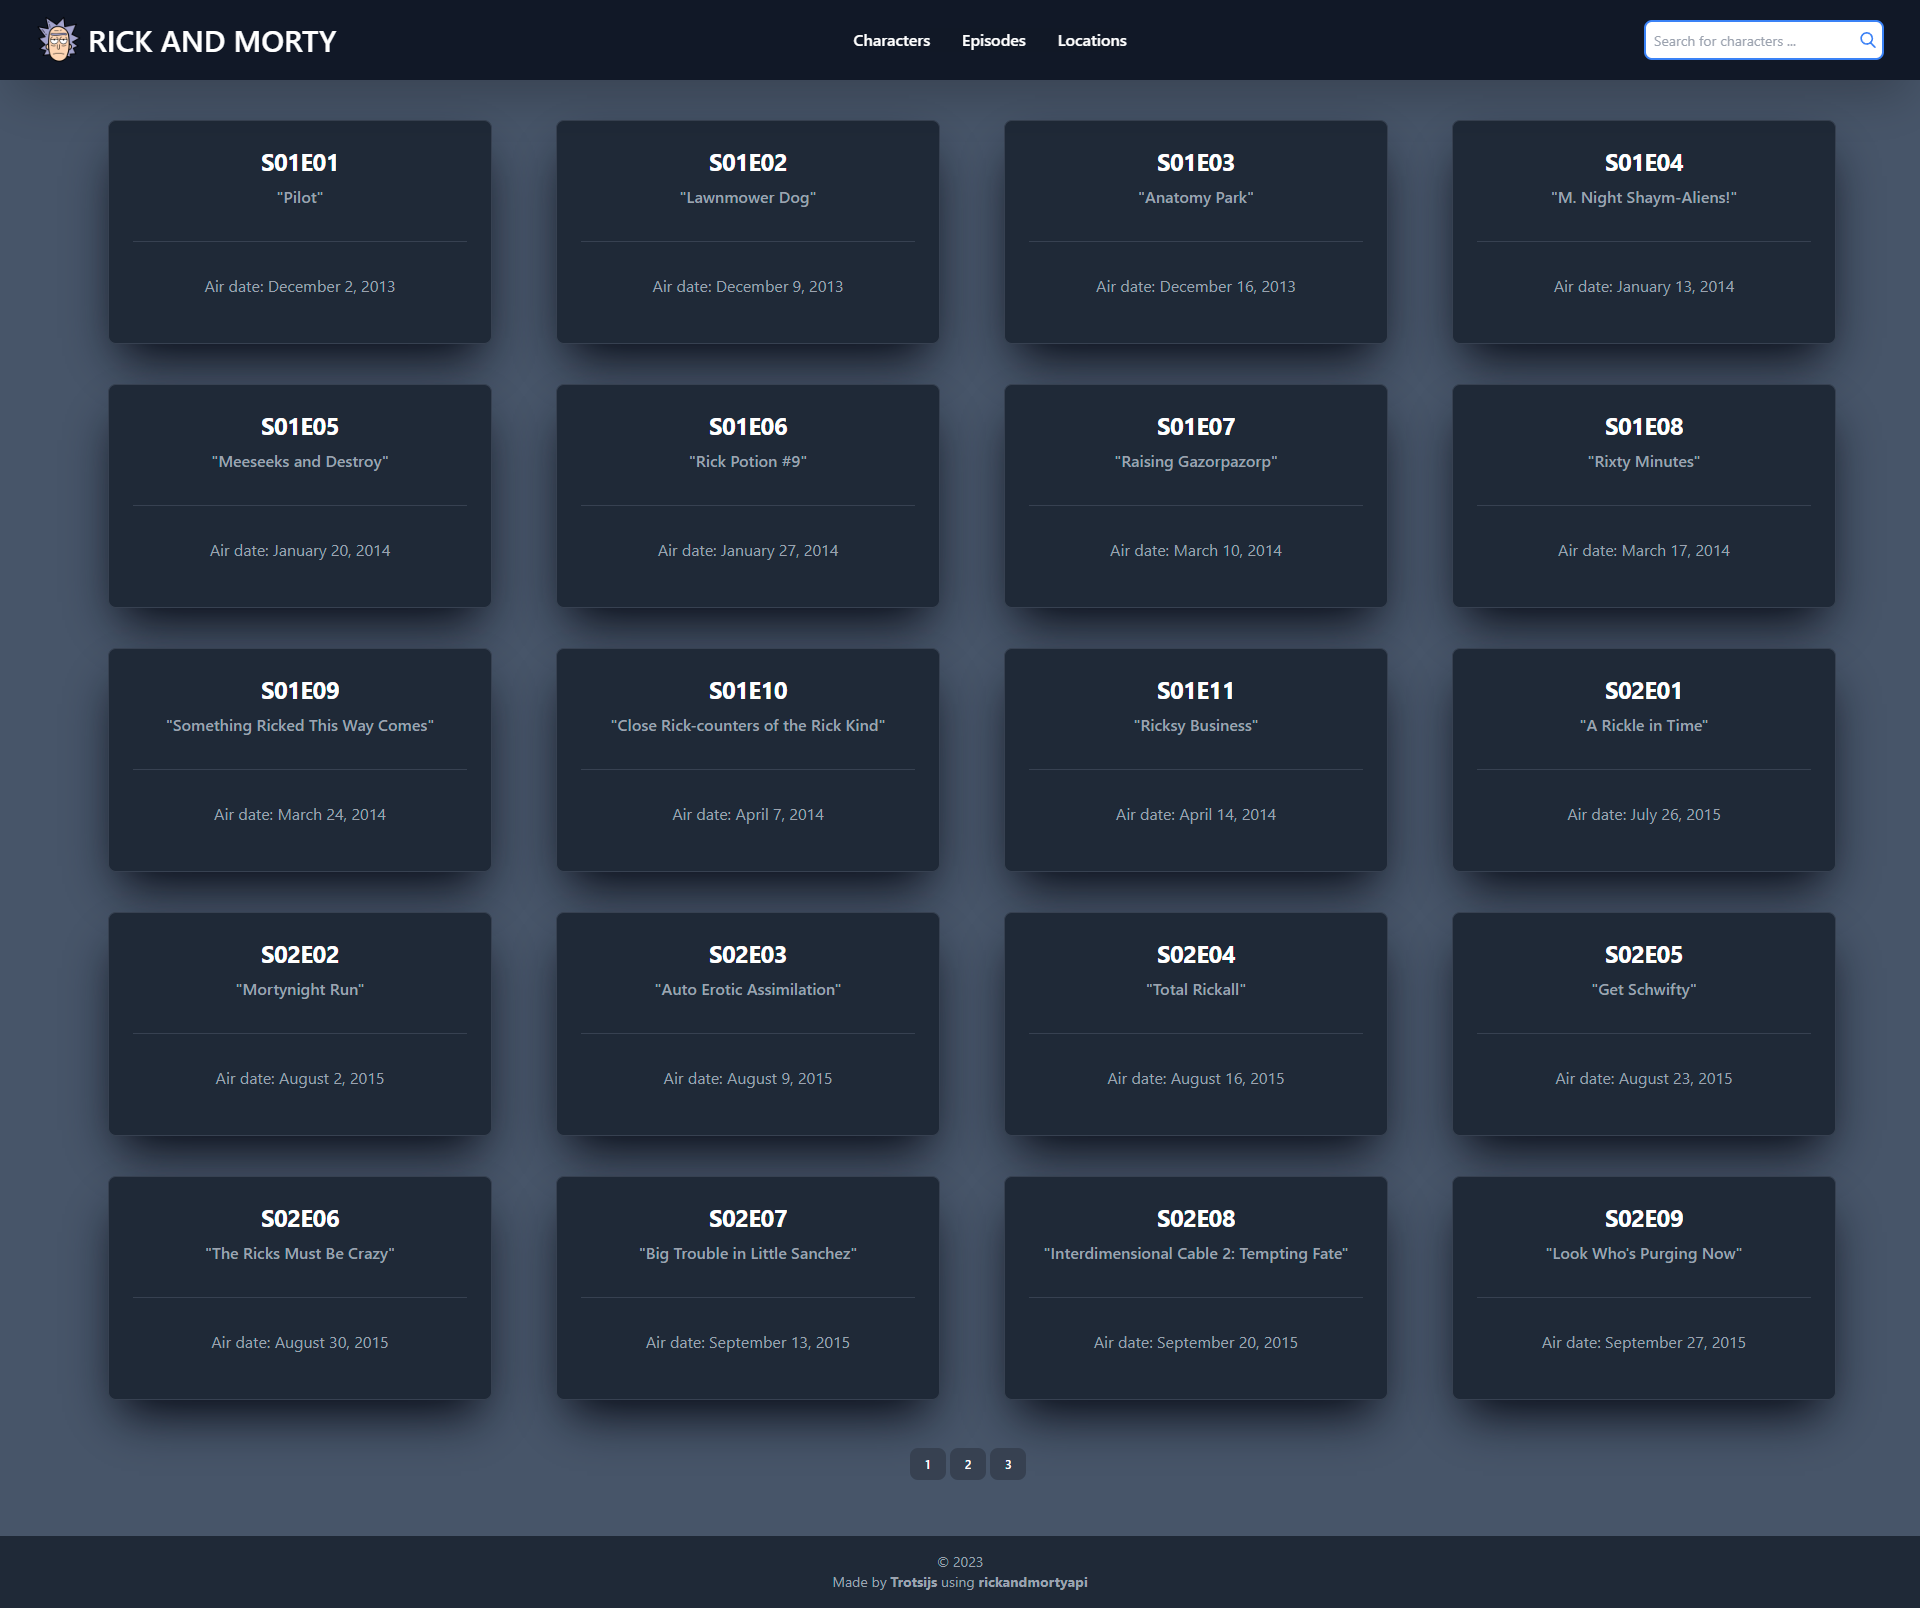 RICK AND MORTY
Characters
Episodes
Locations
Search for characters ...
S01E01
"Pilot"
Air date: December 2, 2013
S01E02
"Lawnmower Dog"
Air date: December 9, 2013
S01E03
"Anatomy Park"
Air date: December 16, 2013
S01E04
"M. Night Shaym-Aliens!"
Air date: January 13, 2014
S01E05
"Meeseeks and Destroy"
Air date: January 20, 2014
S01E06
"Rick Potion #9"
Air date: January 27, 2014
S01E07
"Raising Gazorpazorp"
Air date: March 10, 2014
S01E08
"Rixty Minutes"
Air date: March 17, 2014
S01E09
"Something Ricked This Way Comes"
Air date: March 24, 2014
S01E10
"Close Rick-counters of the Rick Kind"
Air date: April 7, 2014
S01E11
"Ricksy Business"
Air date: April 14, 2014
S02E01
"A Rickle in Time"
Air date: July 26, 2015
S02E02
"Mortynight Run"
Air date: August 2, 2015
S02E03
"Auto Erotic Assimilation"
Air date: August 9, 2015
S02E04
"Total Rickall"
Air date: August 16, 2015
S02E05
"Get Schwifty"
Air date: August 23, 2015
S02E06
"The Ricks Must Be Crazy"
Air date: August 30, 2015
S02E07
"Big Trouble in Little Sanchez"
Air date: September 13, 2015
S02E08
"Interdimensional Cable 2: Tempting Fate"
Air date: September 20, 2015
S02E09
"Look Who's Purging Now"
Air date: September 27, 2015
1
2
3
© 2023
Made by Trotsijs using rickandmortyapi